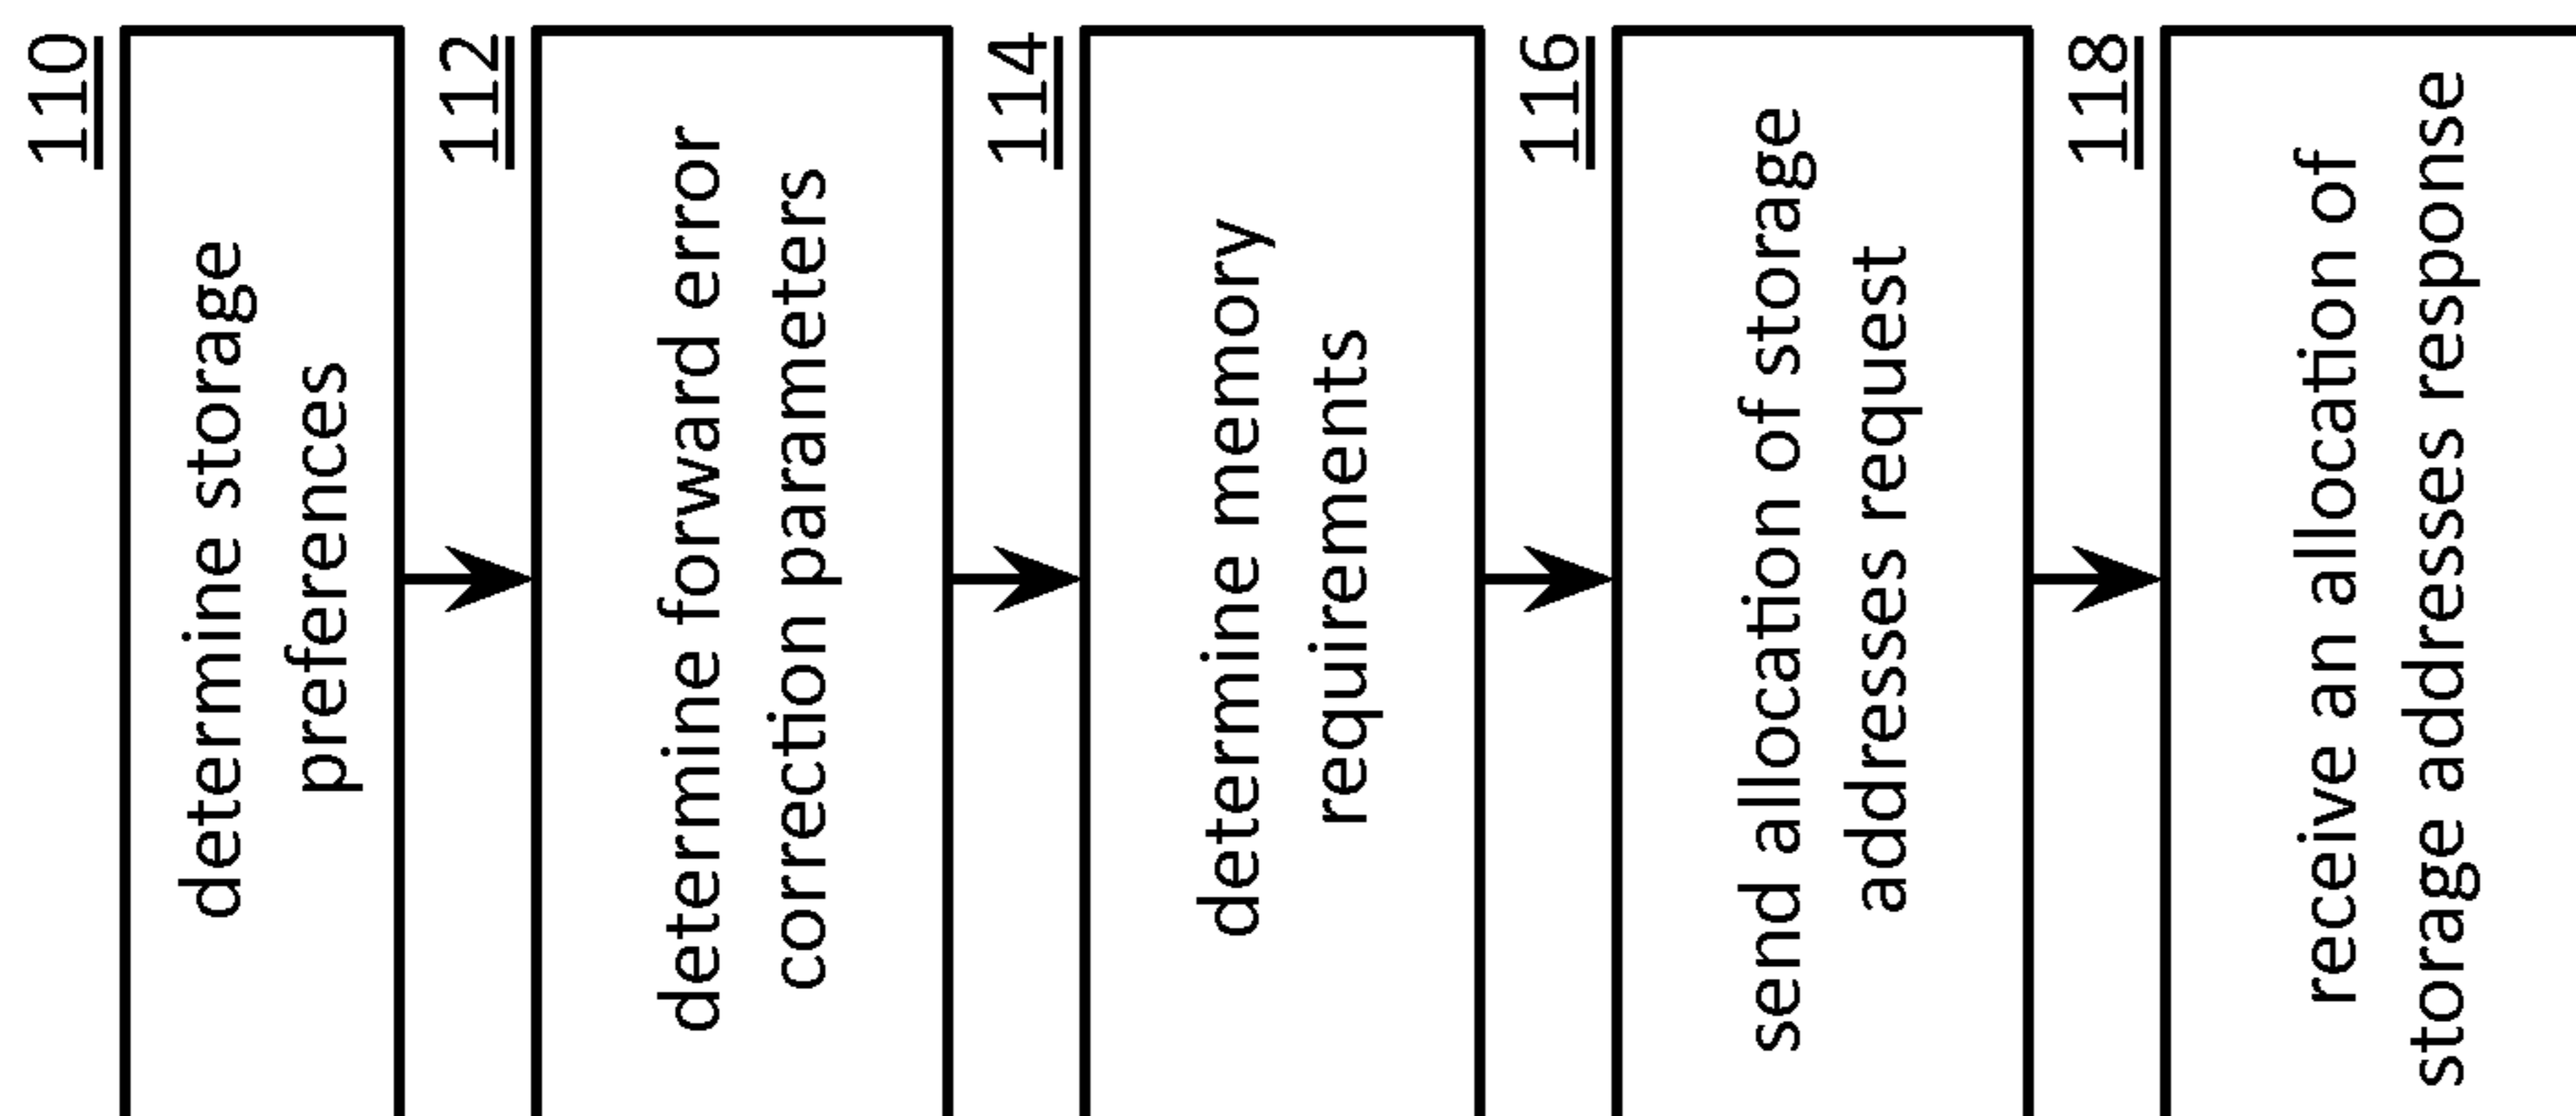 110
determine storage
preferences
112
determine forward error
correction parameters
114
determine memory
requirements
116
send allocation of storage
addresses request
118
receive an allocation of
storage addresses response